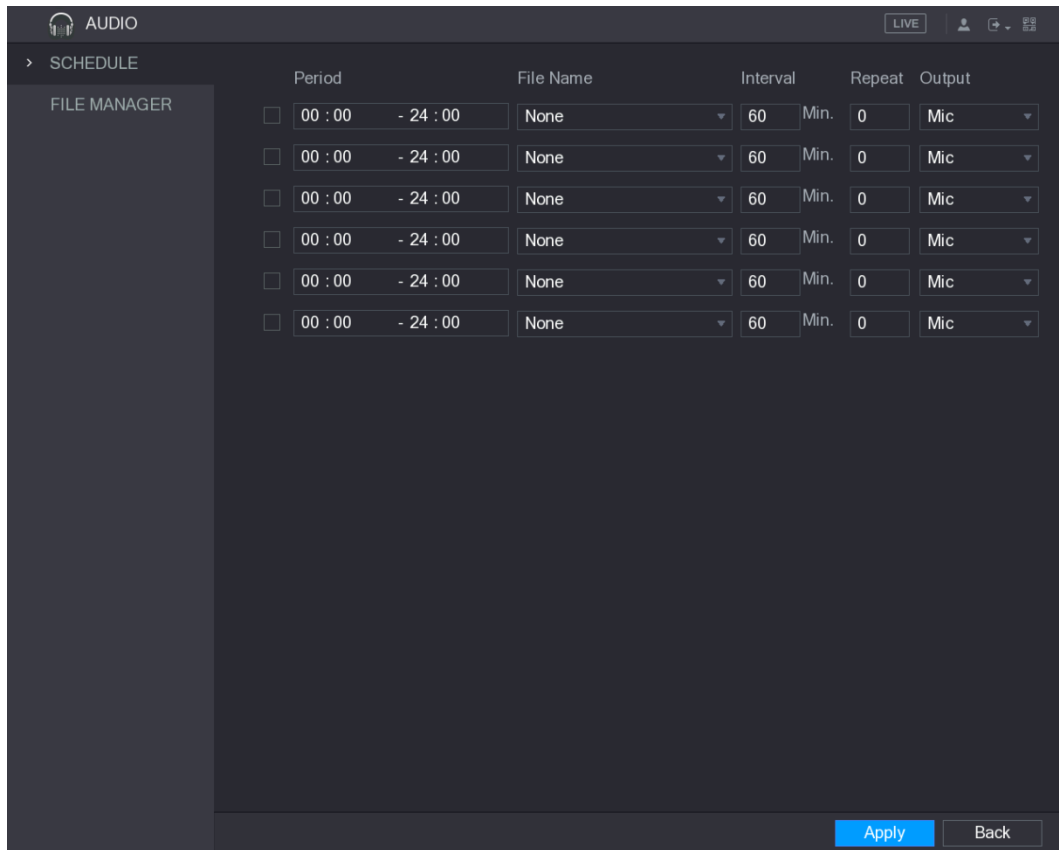 AUDIO LIVE
SCHEDULE
FILE MANAGER
Period File Name Interval Repeat Output
00 : 00 - 24 : 00 None 60 Min. 0 Mic
00 : 00 - 24 : 00 None 60 Min. 0 Mic
00 : 00 - 24 : 00 None 60 Min. 0 Mic
00 : 00 - 24 : 00 None 60 Min. 0 Mic
00 : 00 - 24 : 00 None 60 Min. 0 Mic
00 : 00 - 24 : 00 None 60 Min. 0 Mic
Apply Back